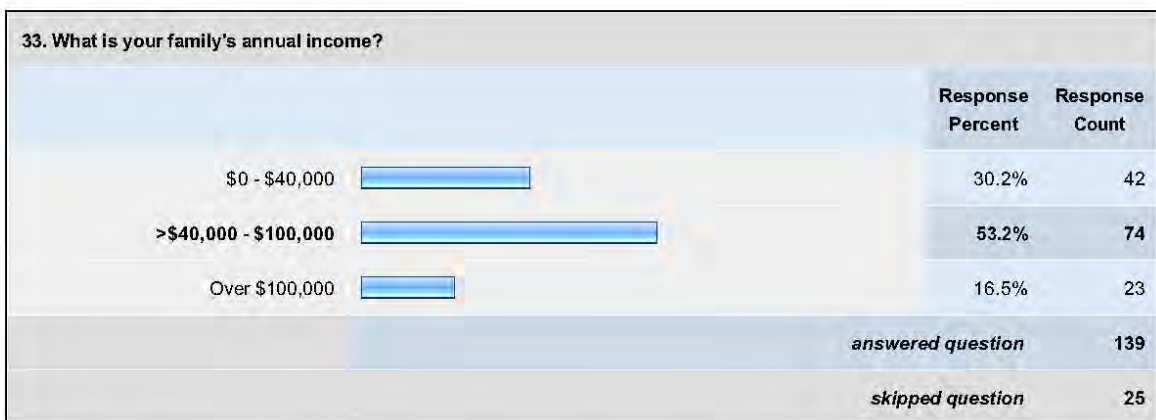 33. What is your family's annual income?
Response Percent Response Count
$0 - $40,000 30.2% 42
>$40,000 - $100,000 53.2% 74
Over $100,000 16.5% 23
answered question 139
skipped question 25